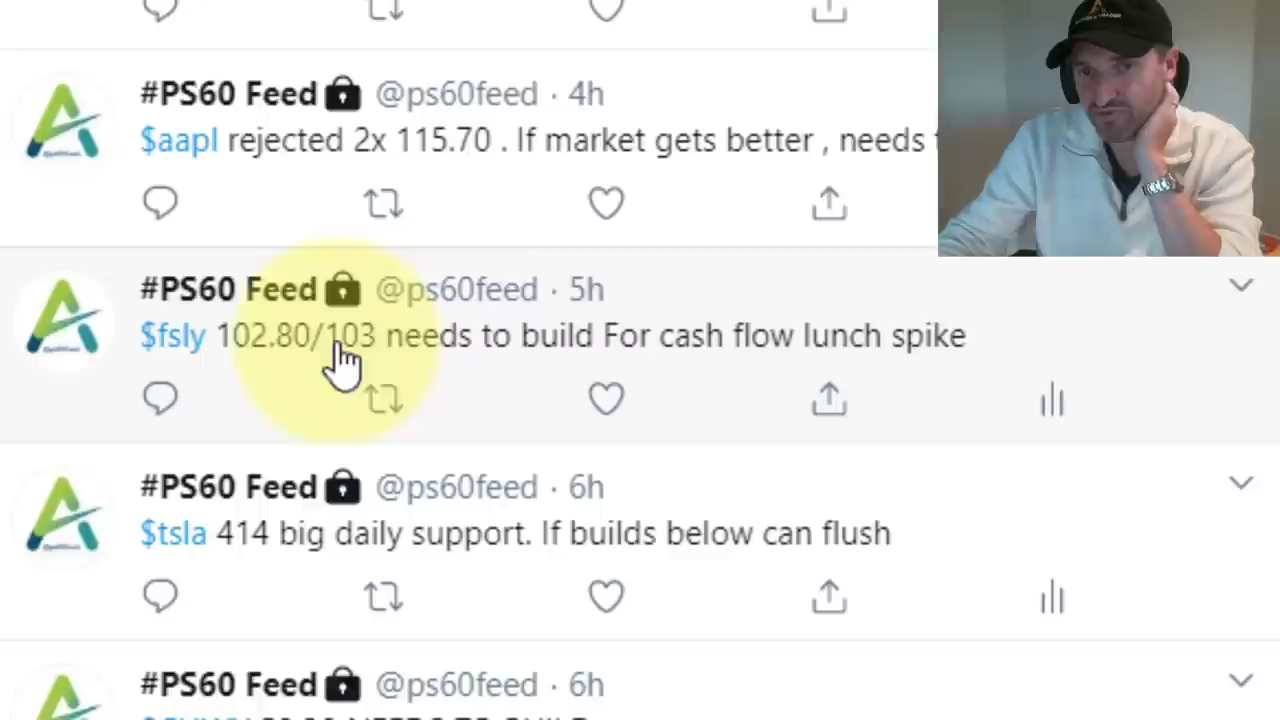 #PS60 Feed @ps60feed · 4h
$aapl rejected 2x 115.70 . If market gets better , needs
#PS60 Feed @ps60feed · 5h
$fsly 102.80/103 needs to build For cash flow lunch spike
#PS60 Feed @ps60feed · 6h
$tsla 414 big daily support. If builds below can flush
#PS60 Feed @ps60feed · 6h